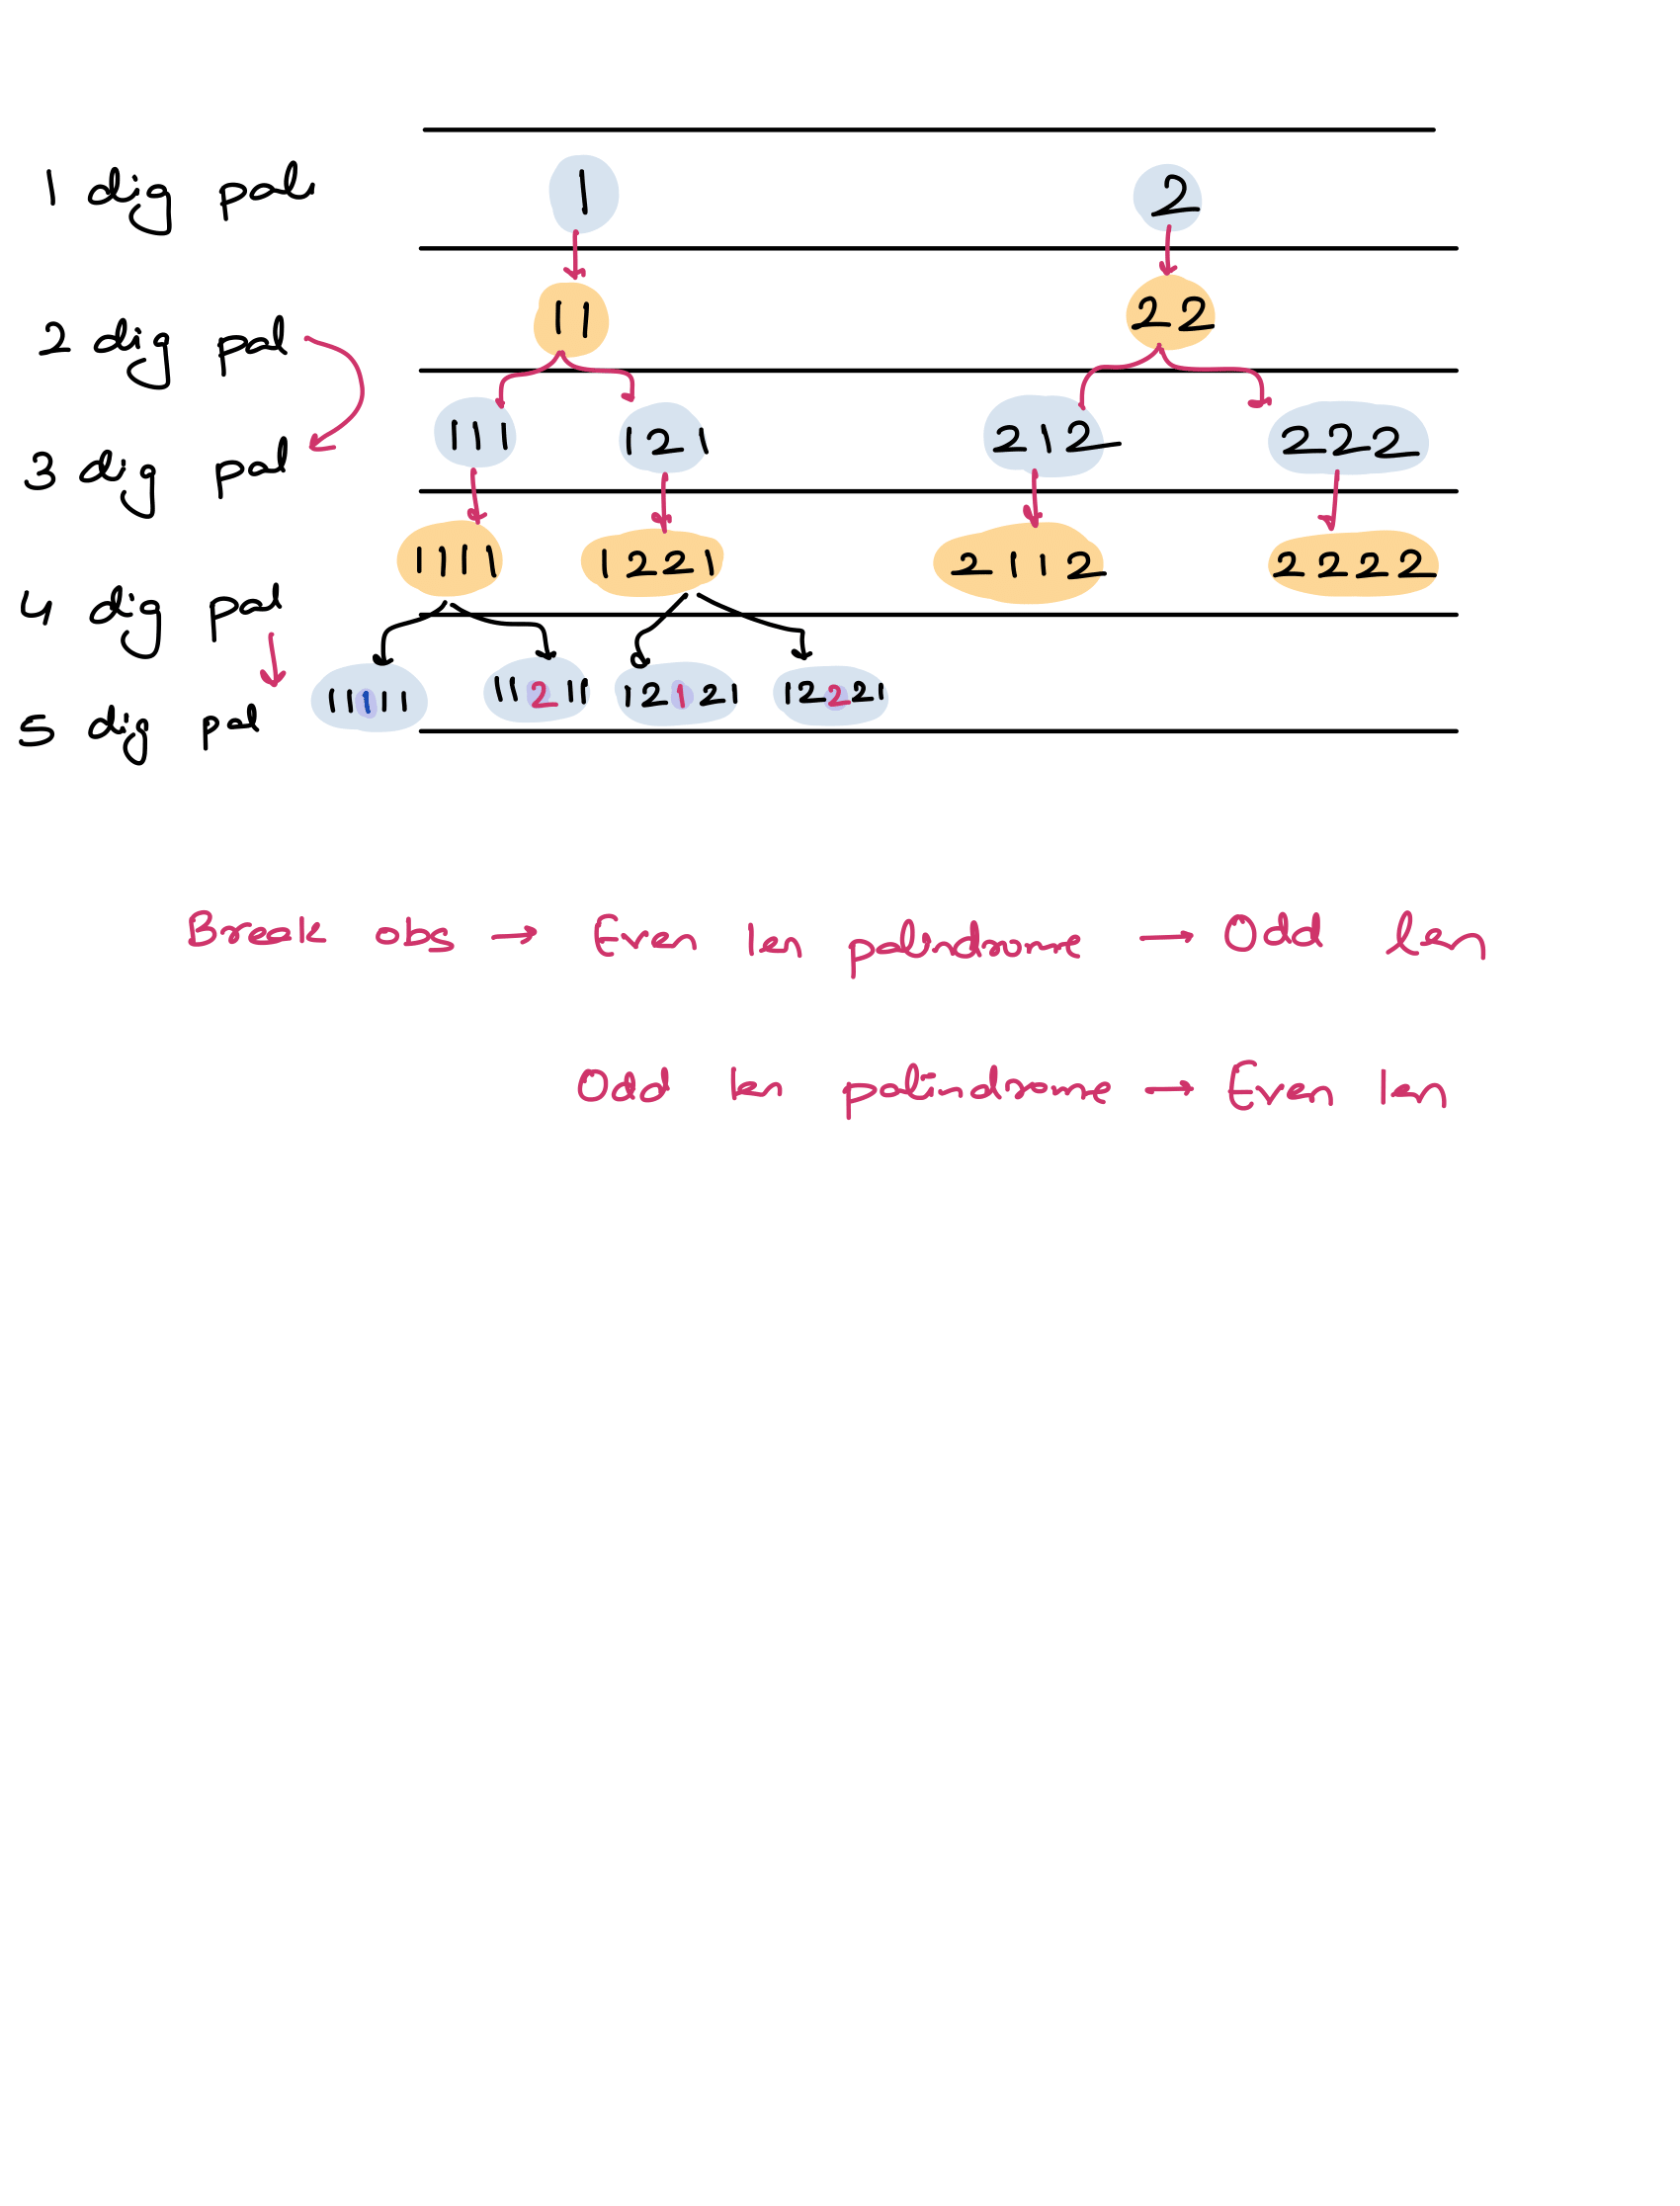 1 dig pal 1 2
2 dig pal 11 22
3 dig pal 111 121 212 222
4 dig pal 1111 1221 2112 2222
5 dig pal 11111 11211 12121 12221
Break obs → Even len palindrome → Odd len
Odd len palindrome → Even len